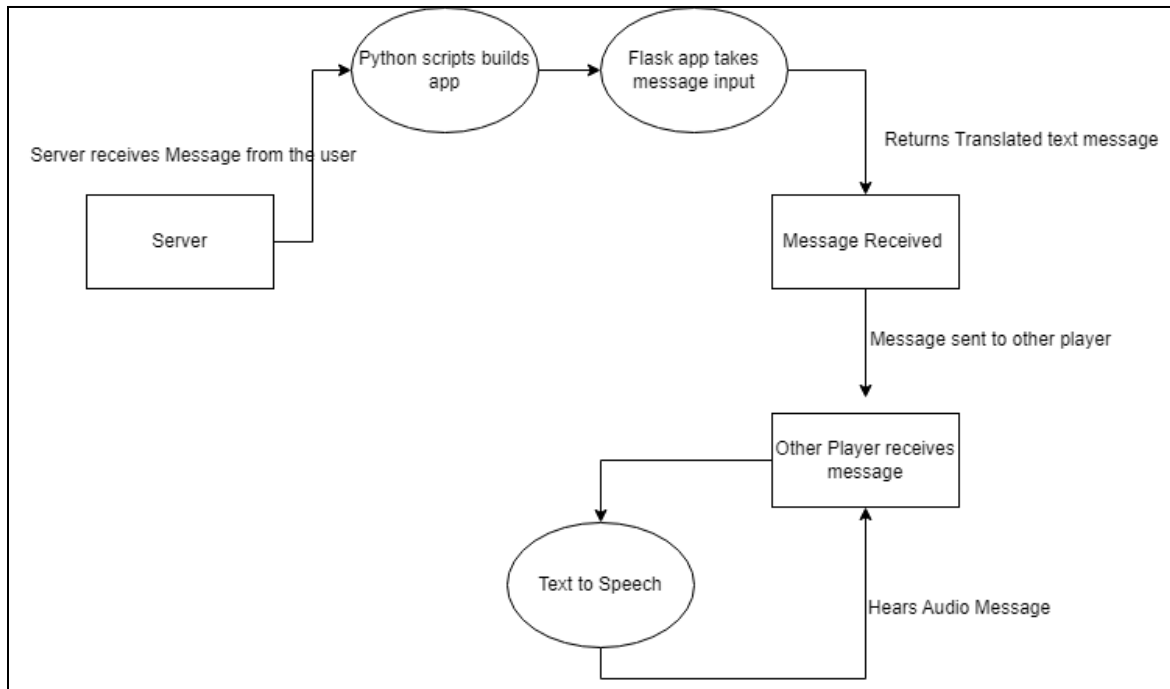 Python scripts builds
app
Flask app takes
message input
Server receives Message from the user
Returns Translated text message
Server
Message Received
Message sent to other player
Other Player receives
message
Text to Speech
Hears Audio Message